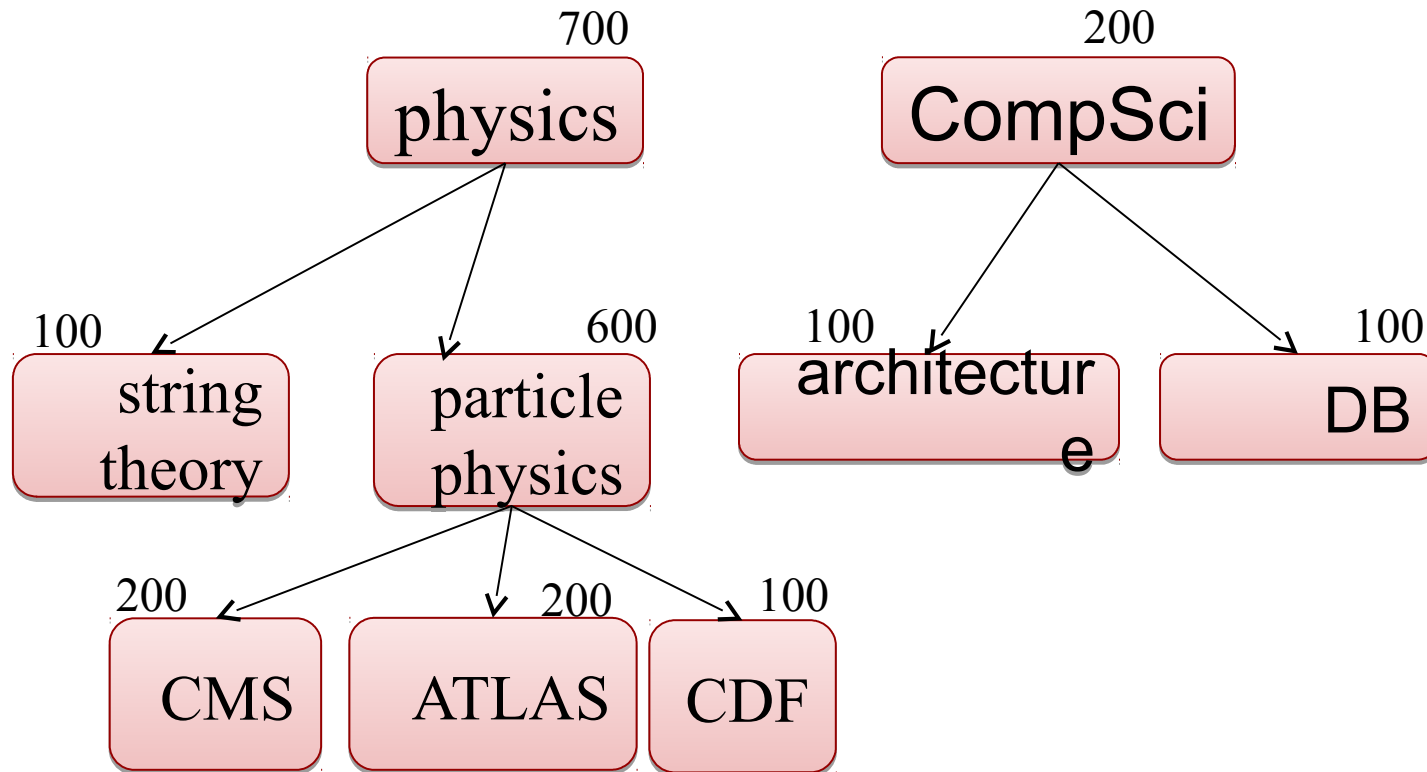 700
200
physics
CompSci
100
600
100
100
string
theory
particle
physics
architectur
e
DB
200
200
100
CMS
ATLAS
CDF